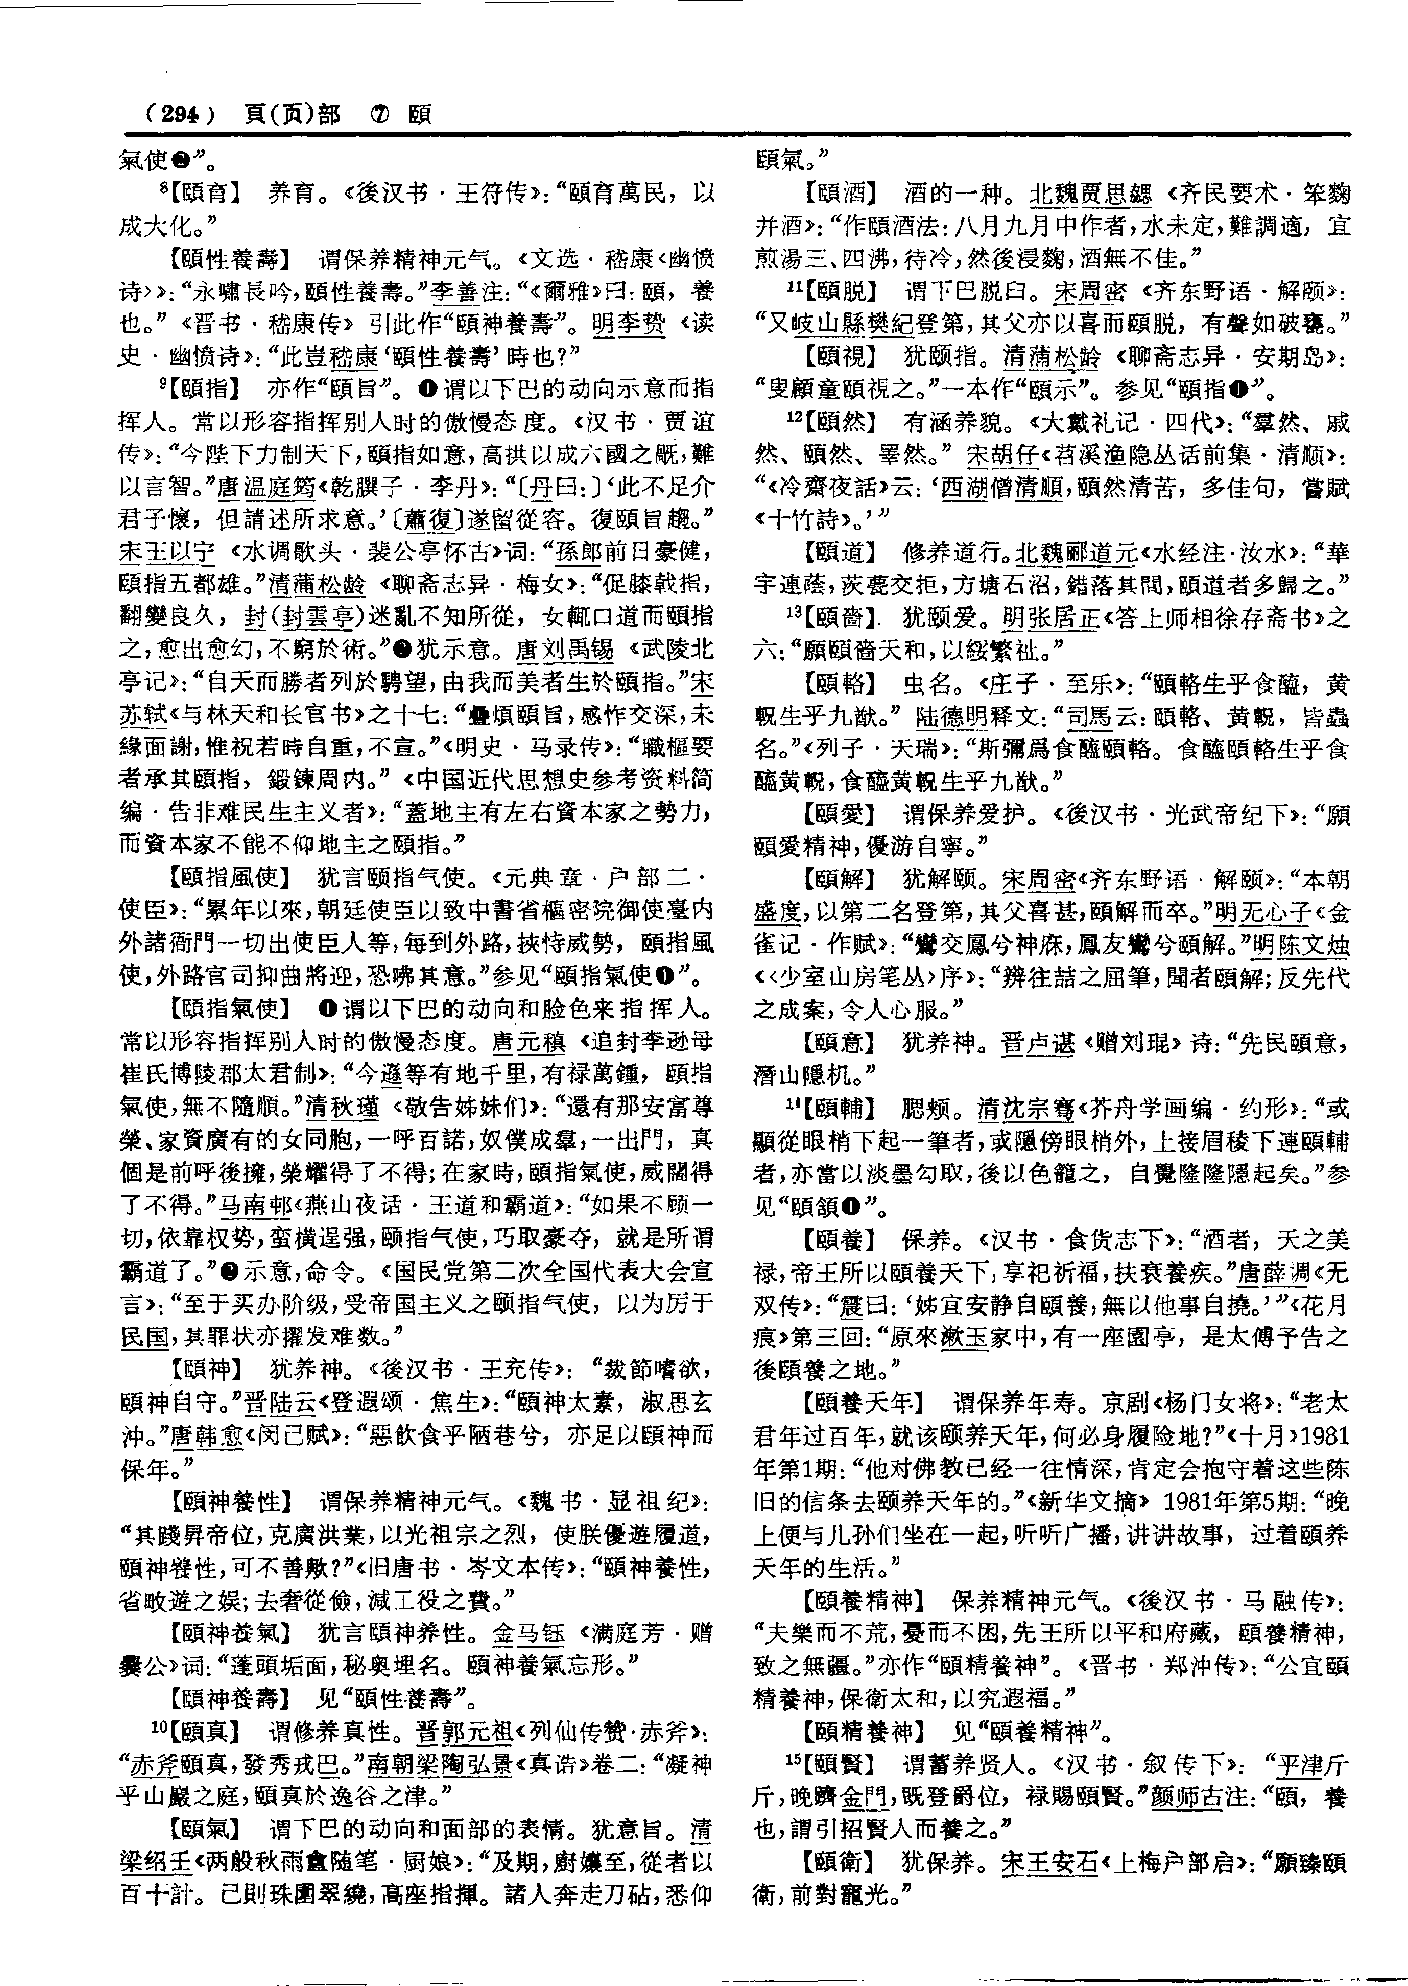 （294） 頁(页)部 ⑦ 頤
氣使❷”。
⁸【頤育】 养育。《後汉书·王符传》：“頤育萬民，以
成大化。”
【頤性養壽】 谓保养精神元气。《文选·嵇康〈幽愤
诗〉》：“永嘯長吟，頤性養壽。”李善注：“《爾雅》曰：頤，養
也。”《晋书·嵇康传》引此作“頤神養壽”。明李贽《读
史·幽愤诗》：“此豈嵇康‘頤性養壽’時也？”
⁹【頤指】 亦作“頤旨”。❶谓以下巴的动向示意而指
挥人。常以形容指挥别人时的傲慢态度。《汉书·贾谊
传》：“今陛下力制天下，頤指如意，高拱以成六國之旤，難
以言智。”唐温庭筠《乾䐶子·李丹》：“〔丹曰：〕‘此不足介
君子懷，但請述所求意。’〔蕭復〕遂留從容。復頤旨趨。”
宋王以宁《水调歌头·裴公亭怀古》词：“孫郎前日豪健，
頤指五都雄。”清蒲松龄《聊斋志异·梅女》：“促膝戟指，
翻變良久，封(封雲亭)迷亂不知所從，女輒口道而頤指
之，愈出愈幻，不窮於術。”❷犹示意。唐刘禹锡《武陵北
亭记》：“自天而勝者列於騁望，由我而美者生於頤指。”宋
苏轼《与林天和长官书》之十七：“疊煩頤旨，感怍交深，未
緣面謝，惟祝若時自重，不宣。”《明史·马录传》：“職樞要
者承其頤指，鍛鍊周内。”《中国近代思想史参考资料简
编·告非难民生主义者》：“蓋地主有左右資本家之勢力，
而資本家不能不仰地主之頤指。”
【頤指風使】 犹言颐指气使。《元典章·户部二·
使臣》：“累年以來，朝廷使臣以致中書省樞密院御使臺内
外諸衙門一切出使臣人等，每到外路，挾恃威勢，頤指風
使，外路官司抑曲將迎，恐咈其意。”参见“頤指氣使❶”。
【頤指氣使】 ❶谓以下巴的动向和脸色来指挥人。
常以形容指挥别人时的傲慢态度。唐元稹《追封李逊母
崔氏博陵郡太君制》：“今遜等有地千里，有禄萬鍾，頤指
氣使，無不隨順。”清秋瑾《敬告姊妹们》：“還有那安富尊
榮、家資廣有的女同胞，一呼百諾，奴僕成羣，一出門，真
個是前呼後擁，榮耀得了不得；在家時，頤指氣使，威闊得
了不得。”马南邨《燕山夜话·王道和霸道》：“如果不顾一
切，依靠权势，蛮横逞强，颐指气使，巧取豪夺，就是所谓
霸道了。”❷示意，命令。《国民党第二次全国代表大会宣
言》：“至于买办阶级，受帝国主义之颐指气使，以为厉于
民国，其罪状亦擢发难数。”
【頤神】 犹养神。《後汉书·王充传》：“裁節嗜欲，
頤神自守。”晋陆云《登遐颂·焦生》：“頤神太素，淑思玄
沖。”唐韩愈《闵己赋》：“惡飲食乎陋巷兮，亦足以頤神而
保年。”
【頤神養性】 谓保养精神元气。《魏书·显祖纪》：
“其踐昇帝位，克廣洪業，以光祖宗之烈，使朕優遊履道，
頤神養性，可不善歟？”《旧唐书·岑文本传》：“頤神養性，
省畋遊之娱；去奢從儉，減工役之費。”
【頤神養氣】 犹言頤神养性。金马钰《满庭芳·赠
爨公》词：“蓬頭垢面，秘奥埋名。頤神養氣忘形。”
【頤神養壽】 见“頤性養壽”。
¹⁰【頤真】 谓修养真性。晋郭元祖《列仙传赞·赤斧》：
“赤斧頤真，發秀戎巴。”南朝梁陶弘景《真诰》卷二：“凝神
乎山巖之庭，頤真於逸谷之津。”
【頤氣】 谓下巴的动向和面部的表情。犹意旨。清
梁绍壬《两般秋雨盦随笔·厨娘》：“及期，廚孃至，從者以
百十計。己則珠圍翠繞，高座指揮。諸人奔走刀砧，悉仰
頤氣。”
【頤酒】 酒的一种。北魏贾思勰《齐民要术·笨麴
并酒》：“作頤酒法：八月九月中作者，水未定，難調適，宜
煎湯三、四沸，待冷，然後浸麴，酒無不佳。”
¹¹【頤脱】 谓下巴脱臼。宋周密《齐东野语·解颐》：
“又岐山縣樊紀登第，其父亦以喜而頤脱，有聲如破甕。”
【頤視】 犹颐指。清蒲松龄《聊斋志异·安期岛》：
“叟顧童頤視之。”一本作“頤示”。参见“頤指❶”。
¹²【頤然】 有涵养貌。《大戴礼记·四代》：“羣然、戚
然、頤然、睪然。”宋胡仔《苕溪渔隐丛话前集·清顺》：
“《冷齋夜話》云：‘西湖僧清順，頤然清苦，多佳句，嘗賦
《十竹詩》。’”
【頤道】 修养道行。北魏郦道元《水经注·汝水》：“華
宇連蔭，茨甍交拒，方塘石沼，錯落其間，頤道者多歸之。”
¹³【頤嗇】 犹颐爱。明张居正《答上师相徐存斋书》之
六：“願頤嗇天和，以綏繁祉。”
【頤輅】 虫名。《庄子·至乐》：“頤輅生乎食醯，黄
軦生乎九猷。”陆德明释文：“司馬云：頤輅、黄軦，皆蟲
名。”《列子·天瑞》：“斯彌爲食醯頤輅。食醯頤輅生乎食
醯黄軦，食醯黄軦生乎九猷。”
【頤愛】 谓保养爱护。《後汉书·光武帝纪下》：“願
頤愛精神，優游自寧。”
【頤解】 犹解颐。宋周密《齐东野语·解颐》：“本朝
盛度，以第二名登第，其父喜甚，頤解而卒。”明无心子《金
雀记·作赋》：“鸞交鳳兮神庥，鳳友鸞兮頤解。”明陈文烛
《〈少室山房笔丛〉序》：“辨往喆之屈筆，聞者頤解；反先代
之成案，令人心服。”
【頤意】 犹养神。晋卢谌《赠刘琨》诗：“先民頤意，
潛山隱机。”
¹⁴【頤輔】 腮颊。清沈宗骞《芥舟学画编·约形》：“或
顯從眼梢下起一筆者，或隱傍眼梢外，上接眉稜下連頤輔
者，亦當以淡墨勾取，後以色籠之，自覺隆隆隱起矣。”参
见“頤頷❶”。
【頤養】 保养。《汉书·食货志下》：“酒者，天之美
禄，帝王所以頤養天下，享祀祈福，扶衰養疾。”唐薛调《无
双传》：“震曰：‘姊宜安静自頤養，無以他事自撓。’”《花月
痕》第三回：“原來漱玉家中，有一座園亭，是太傅予告之
後頤養之地。”
【頤養天年】 谓保养年寿。京剧《杨门女将》：“老太
君年过百年，就该颐养天年，何必身履险地？”《十月》1981
年第1期：“他对佛教已经一往情深，肯定会抱守着这些陈
旧的信条去颐养天年的。”《新华文摘》1981年第5期：“晚
上便与儿孙们坐在一起，听听广播，讲讲故事，过着颐养
天年的生活。”
【頤養精神】 保养精神元气。《後汉书·马融传》：
“夫樂而不荒，憂而不困，先王所以平和府藏，頤養精神，
致之無疆。”亦作“頤精養神”。《晋书·郑沖传》：“公宜頤
精養神，保衛太和，以究遐福。”
【頤精養神】 见“頤養精神”。
¹⁵【頤賢】 谓蓄养贤人。《汉书·叙传下》：“平津斤
斤，晚躋金門，既登爵位，禄賜頤賢。”颜师古注：“頤，養
也，謂引招賢人而養之。”
【頤衛】 犹保养。宋王安石《上梅户部启》：“願臻頤
衛，前對寵光。”